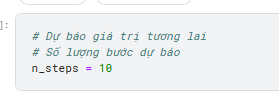 ]:
# Dự báo giá trị tương lai
# Số lượng bước dự báo
n_steps = 10